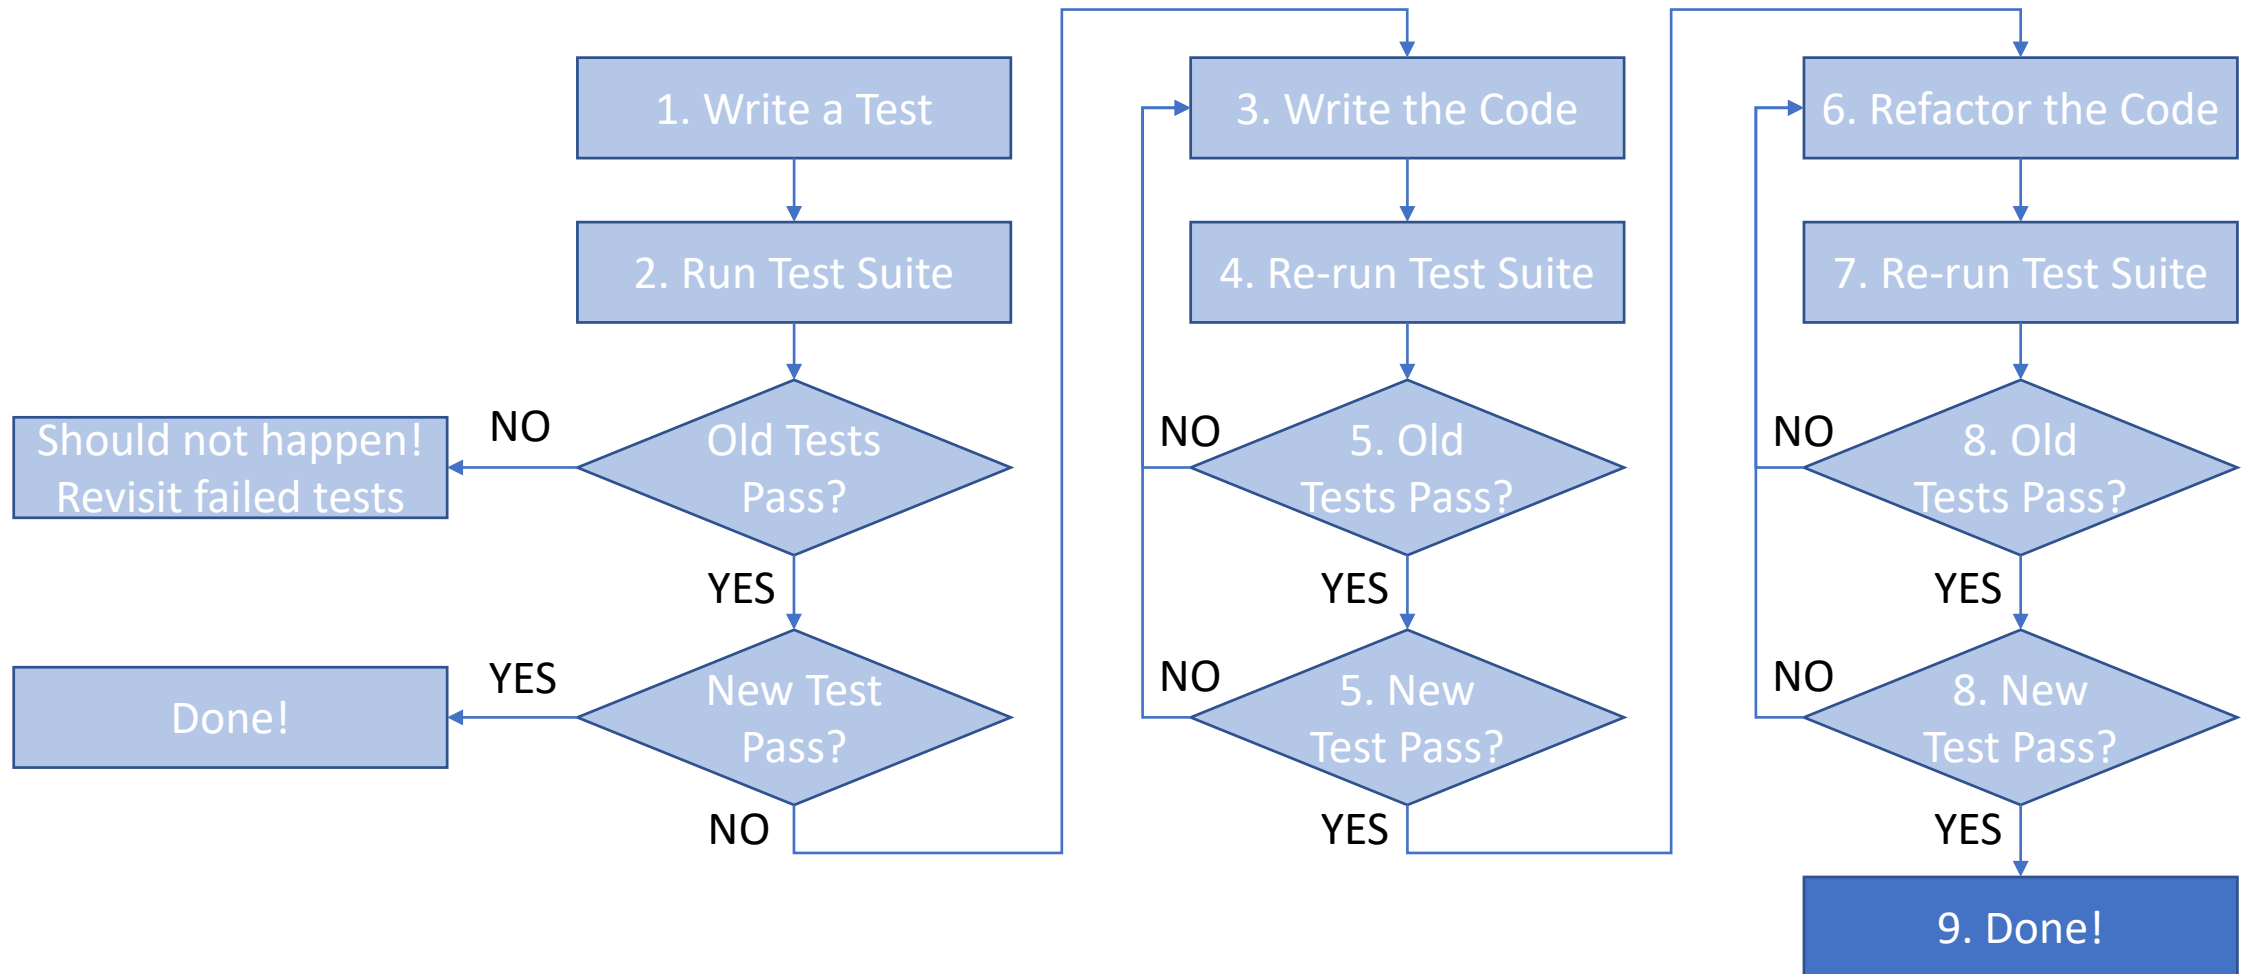 1. Write a Test
2. Run Test Suite
Old Tests
Pass?
NO
Should not happen!
Revisit failed tests
YES
New Test
Pass?
YES
Done!
NO
3. Write the Code
4. Re-run Test Suite
5. Old
Tests Pass?
NO
YES
5. New
Test Pass?
NO
YES
6. Refactor the Code
7. Re-run Test Suite
8. Old
Tests Pass?
NO
YES
8. New
Test Pass?
NO
YES
9. Done!